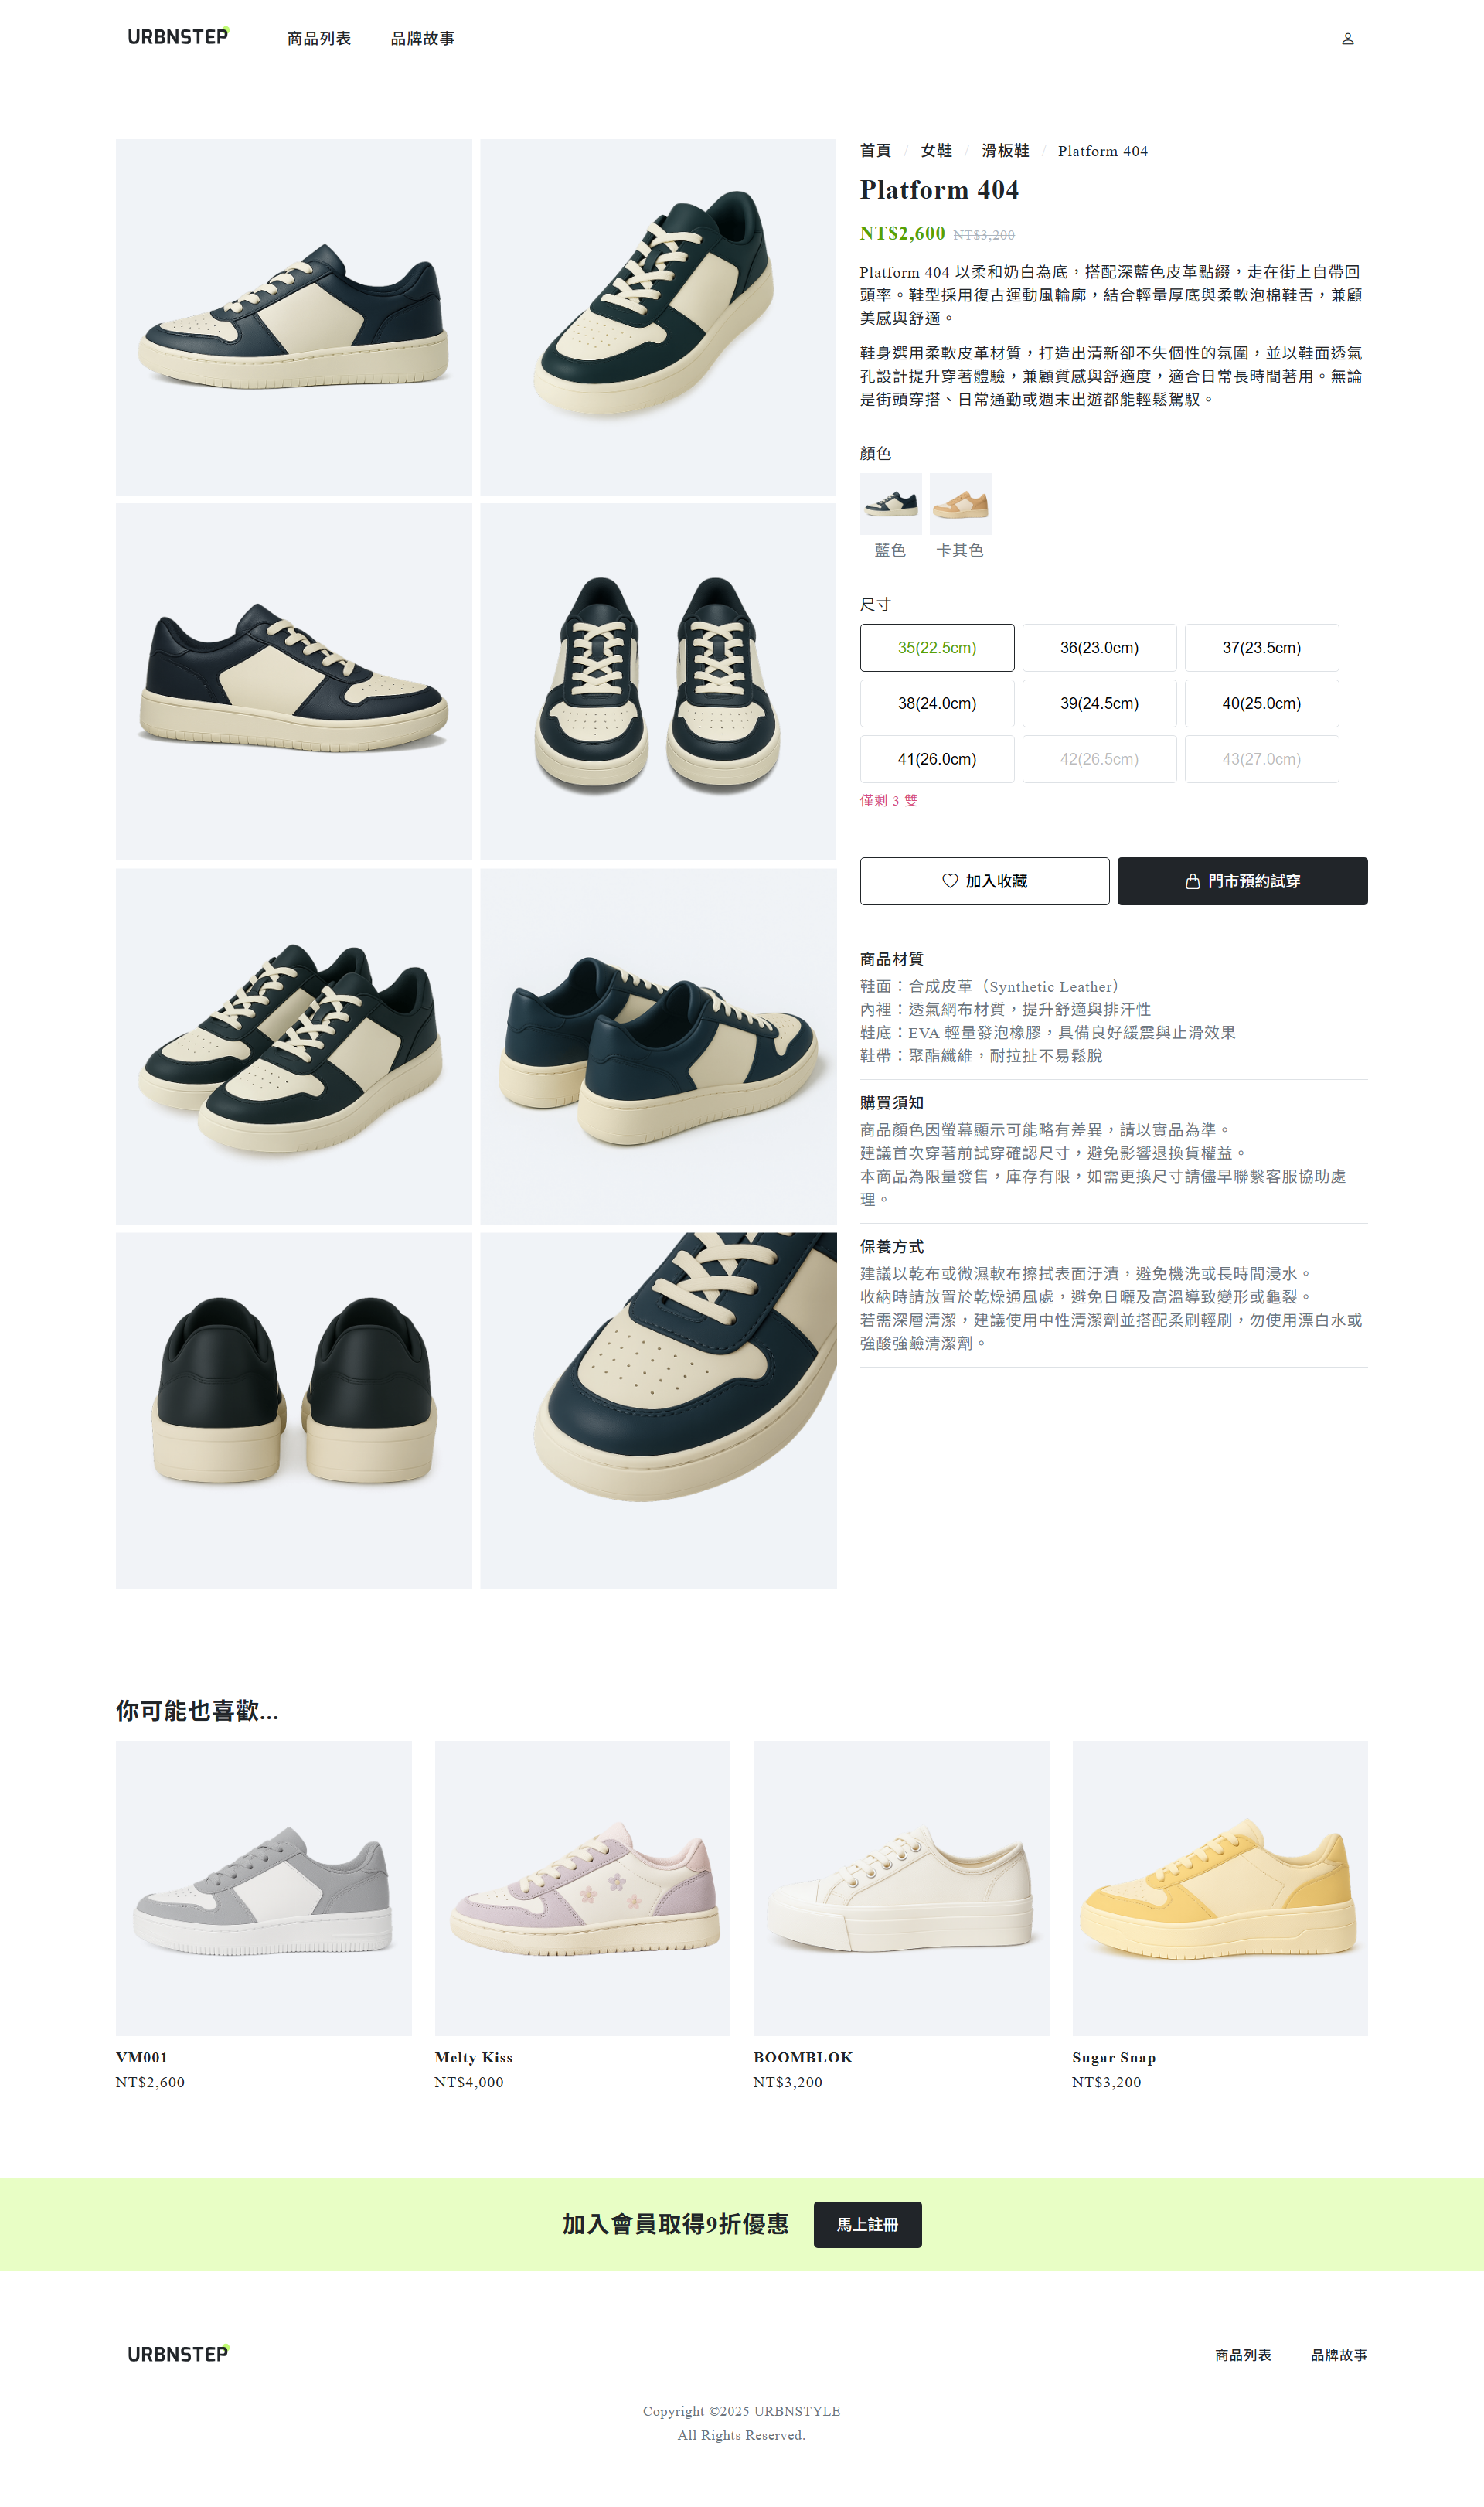 URBNSTEP
商品列表
品牌故事
首頁 / 女鞋 / 滑板鞋 / Platform 404
Platform 404
NT$2,600 NT$3,200
Platform 404 以柔和奶白為底，搭配深藍色皮革點綴，走在街上自帶回
頭率。鞋型採用復古運動風輪廓，結合輕量厚底與柔軟泡棉鞋舌，兼顧
美感與舒適。
鞋身選用柔軟皮革材質，打造出清新卻不失個性的氛圍，並以鞋面透氣
孔設計提升穿著體驗，兼顧質感與舒適度，適合日常長時間著用。無論
是街頭穿搭、日常通勤或週末出遊都能輕鬆駕馭。
顏色
藍色
卡其色
尺寸
35(22.5cm)
36(23.0cm)
37(23.5cm)
38(24.0cm)
39(24.5cm)
40(25.0cm)
41(26.0cm)
42(26.5cm)
43(27.0cm)
僅剩 3 雙
加入收藏
門市預約試穿
商品材質
鞋面：合成皮革（Synthetic Leather）
內裡：透氣網布材質，提升舒適與排汗性
鞋底：EVA 輕量發泡橡膠，具備良好緩震與止滑效果
鞋帶：聚酯纖維，耐拉扯不易鬆脫
購買須知
商品顏色因螢幕顯示可能略有差異，請以實品為準。
建議首次穿著前試穿確認尺寸，避免影響退換貨權益。
本商品為限量發售，庫存有限，如需更換尺寸請儘早聯繫客服協助處
理。
保養方式
建議以乾布或微濕軟布擦拭表面汙漬，避免機洗或長時間浸水。
收納時請放置於乾燥通風處，避免日曬及高溫導致變形或龜裂。
若需深層清潔，建議使用中性清潔劑並搭配柔刷輕刷，勿使用漂白水或
強酸強鹼清潔劑。
你可能也喜歡...
VM001
NT$2,600
Melty Kiss
NT$4,000
BOOMBLOK
NT$3,200
Sugar Snap
NT$3,200
加入會員取得9折優惠
馬上註冊
URBNSTEP
商品列表
品牌故事
Copyright ©2025 URBNSTYLE
All Rights Reserved.